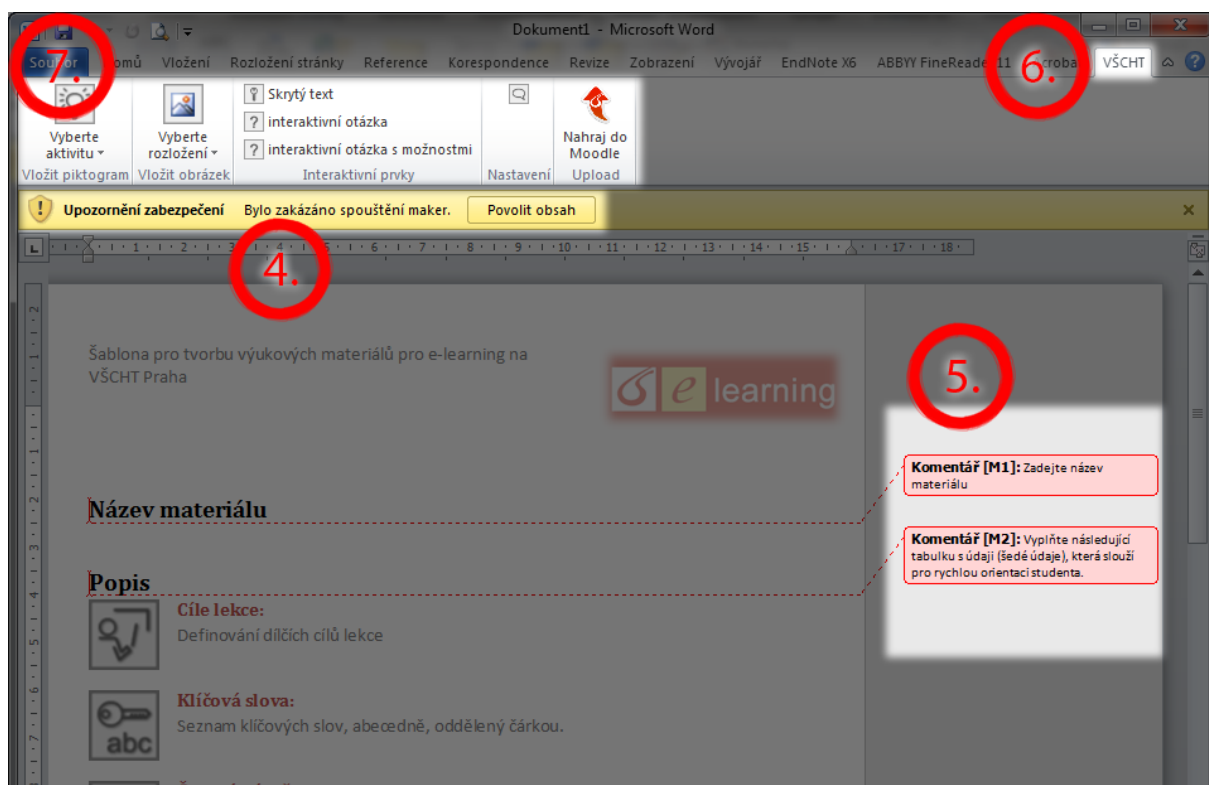 Dokument1 - Microsoft Word
Vložení Rozložení stránky Reference Korespondence Revize Zobrazení Vývojář EndNote X6 ABBYY FineReader 11 VŠCHT
7.
6.
Vyberte aktivitu
Vyberte rozložení
Skrytý text
interaktivní otázka
interaktivní otázka s možnostmi
Nahraj do Moodle
Vložit piktogram Vložit obrázek Interaktivní prvky Nastavení Upload
Upozornění zabezpečení Bylo zakázáno spouštění maker. Povolit obsah
4.
5.
Šablona pro tvorbu výukových materiálů pro e-learning na
VŠCHT Praha
e learning
Komentář [M1]: Zadejte název
materiálu
Název materiálu
Komentář [M2]: Vyplňte následující
tabulku s údaji (šedé údaje), která slouží
pro rychlou orientaci studenta.
Popis
Cíle lekce:
Definování dílčích cílů lekce
Klíčová slova:
Seznam klíčových slov, abecedně, oddělený čárkou.
abc